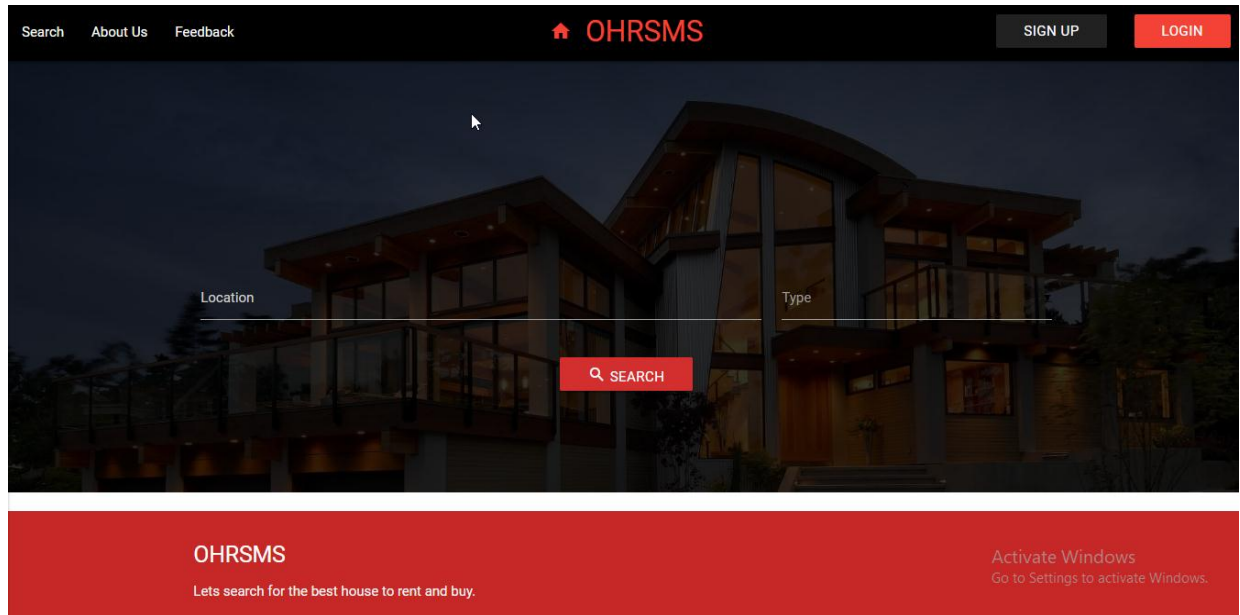 Search About Us Feedback OHRSMS SIGN UP LOGIN
Location Type
SEARCH
OHRSMS
Lets search for the best house to rent and buy.
Activate Windows
Go to Settings to activate Windows.